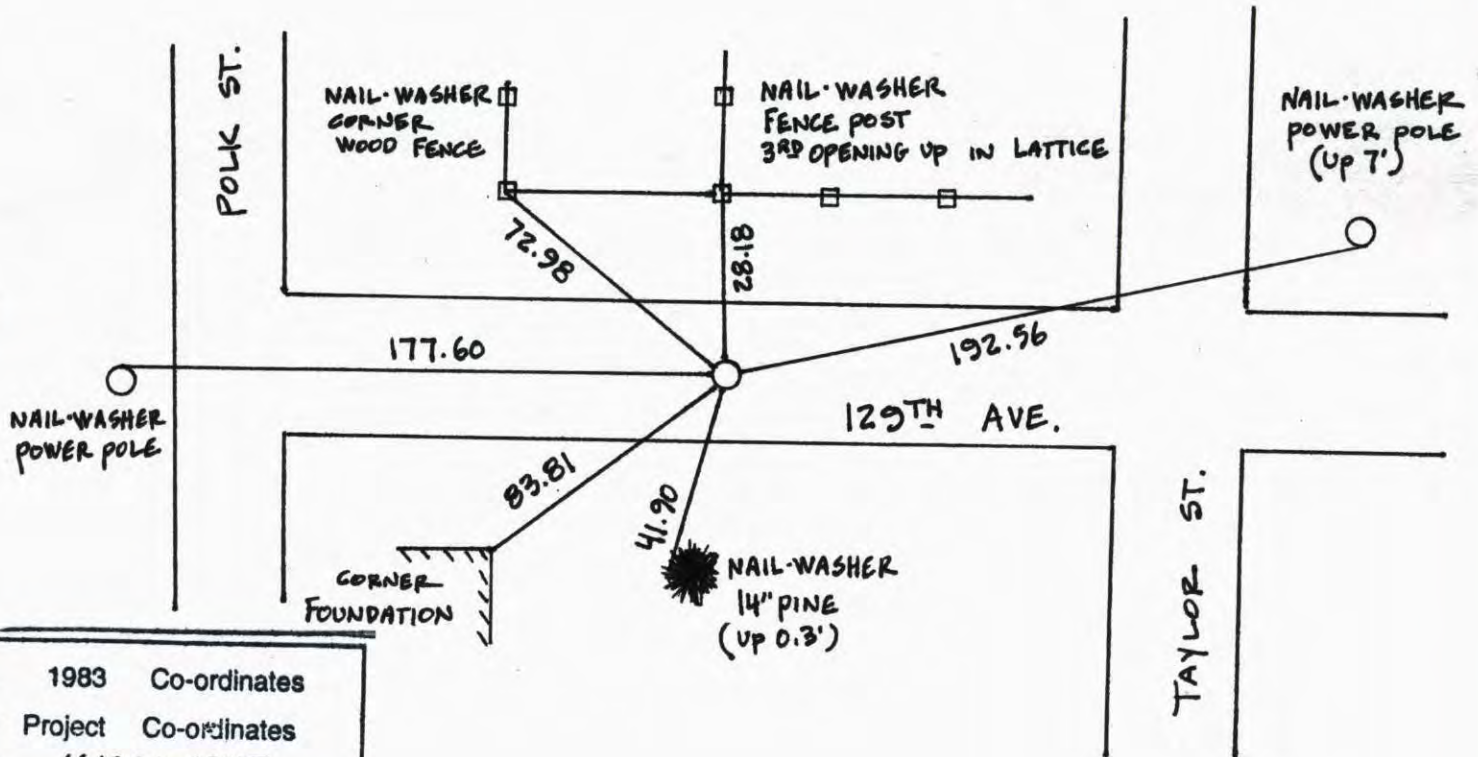 POLK ST.
NAIL·WASHER
CORNER
WOOD FENCE
NAIL·WASHER
FENCE POST
3RD OPENING UP IN LATTICE
NAIL·WASHER
POWER POLE
(UP 7')
72.98
28.18
177.60
192.56
NAIL·WASHER
POWER POLE
129TH AVE.
83.81
41.90
CORNER
FOUNDATION
NAIL·WASHER
14" PINE
(UP 0.3')
TAYLOR ST.
1983 Co-ordinates
Project Co-ordinates